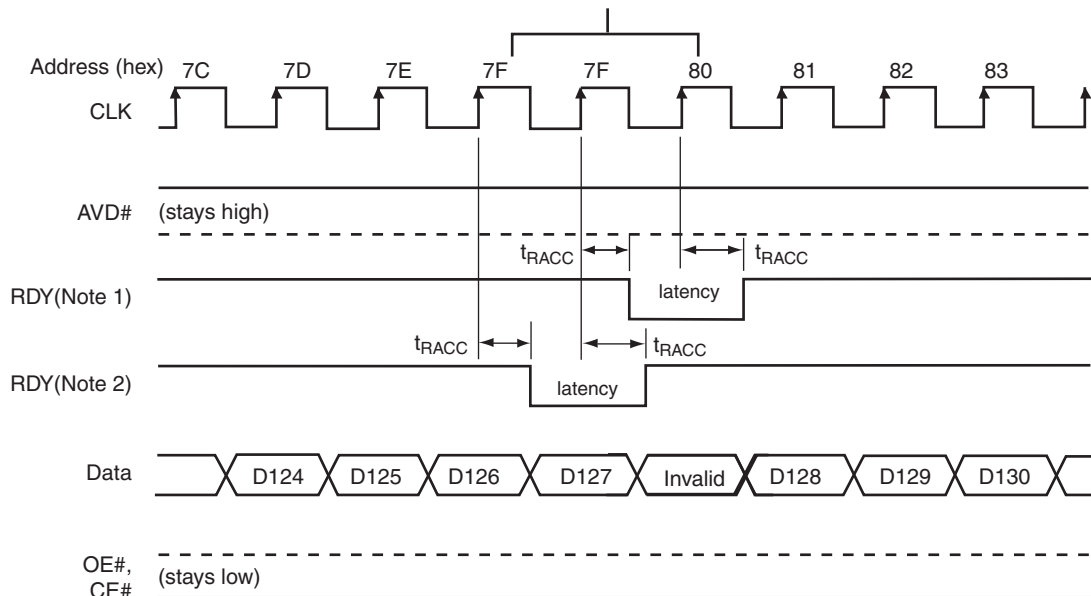 Address (hex) 7C 7D 7E 7F 7F 80 81 82 83
CLK
AVD# (stays high)
tRACC tRACC
RDY(Note 1) latency
tRACC tRACC
RDY(Note 2) latency
Data D124 D125 D126 D127 Invalid D128 D129 D130
OE#,
CE# (stays low)